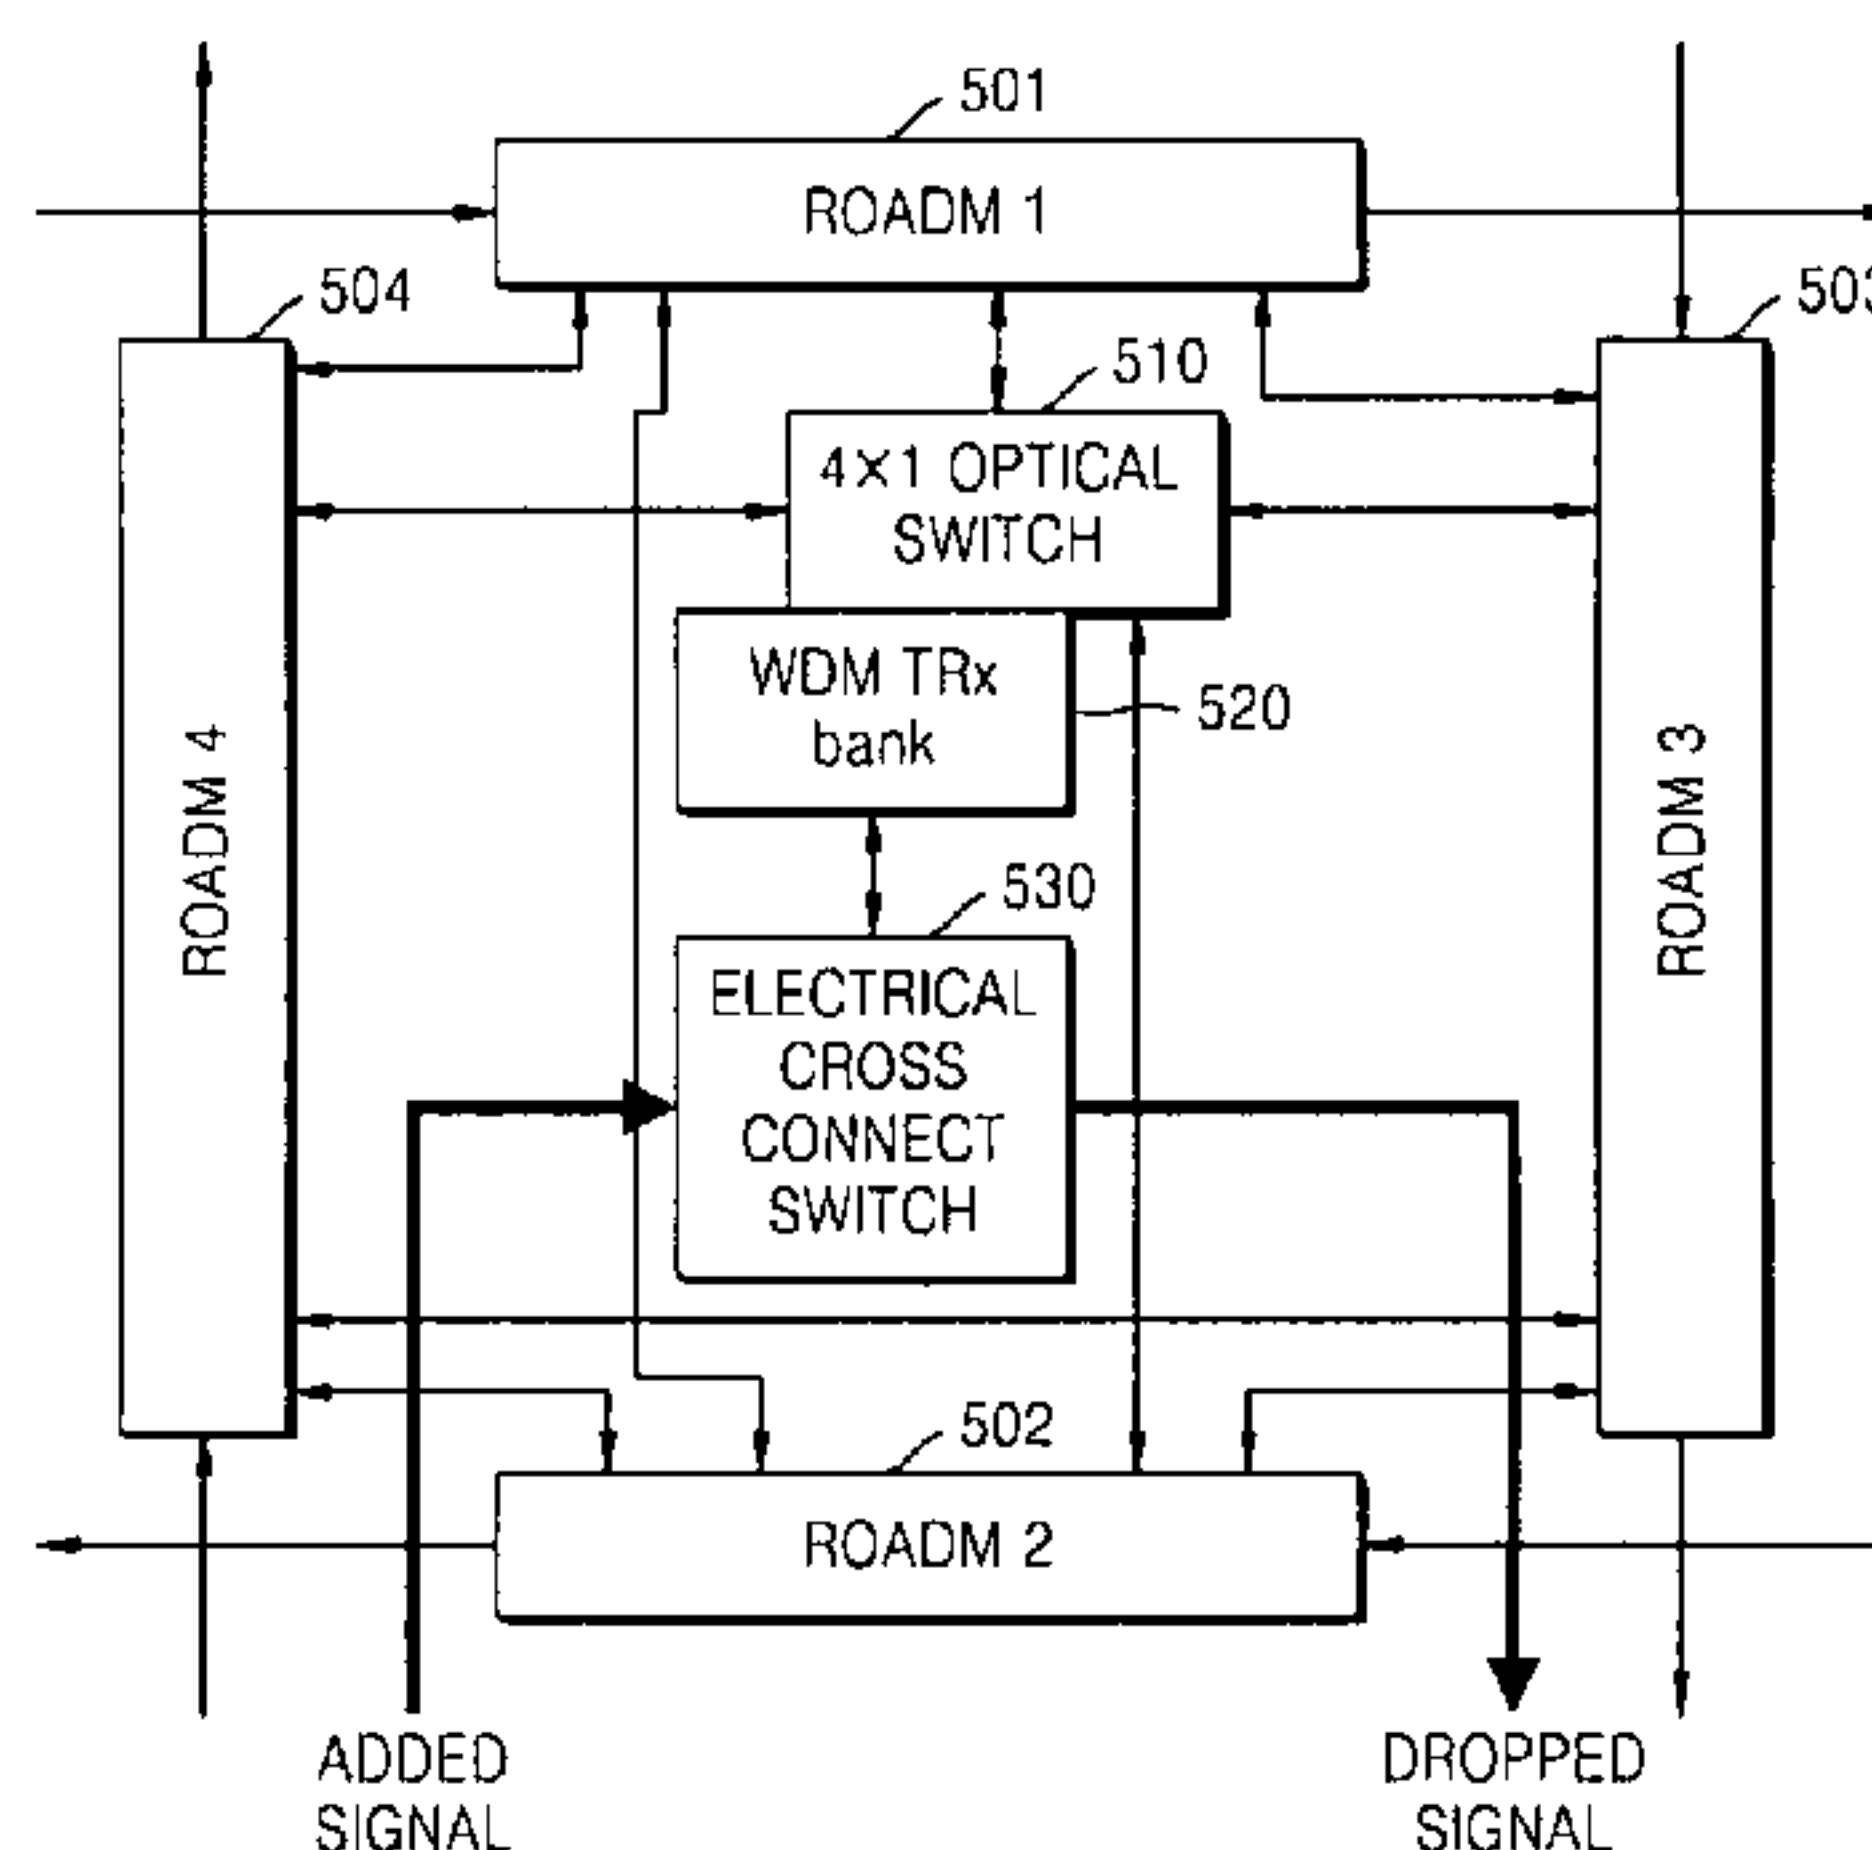 501
ROADM 1
504
503
510
4×1 OPTICAL
SWITCH
WDM TRx
bank
520
ROADM 4
ROADM 3
530
ELECTRICAL
CROSS
CONNECT
SWITCH
502
ROADM 2
ADDED
SIGNAL
DROPPED
SIGNAL